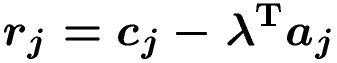 r_j = c_j − λ^T a_j